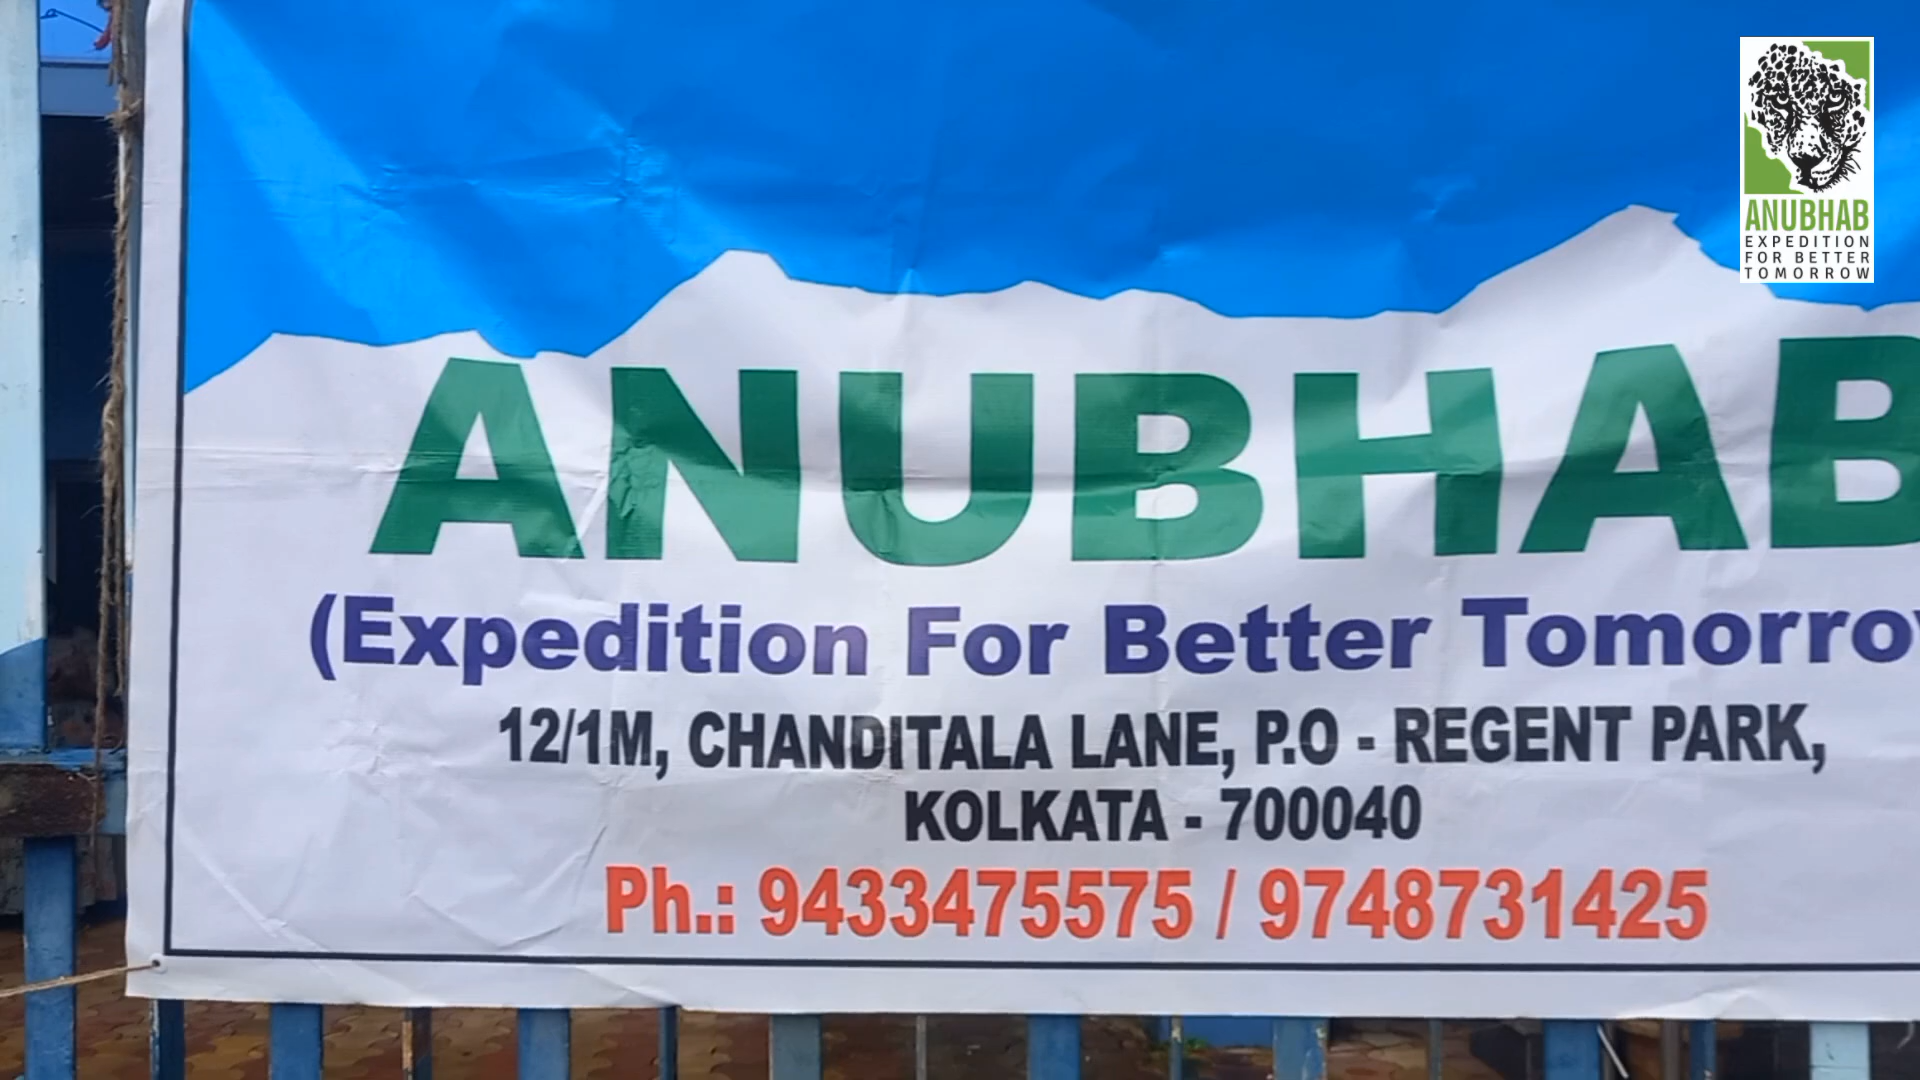 ANUBHAB
(Expedition For Better Tomorro
12/1M, CHANDITALA LANE, P.O - REGENT PARK,
KOLKATA - 700040
Ph.: 9433475575 / 9748731425
ANUBHAB
EXPEDITION
FOR BETTER
TOMORROW